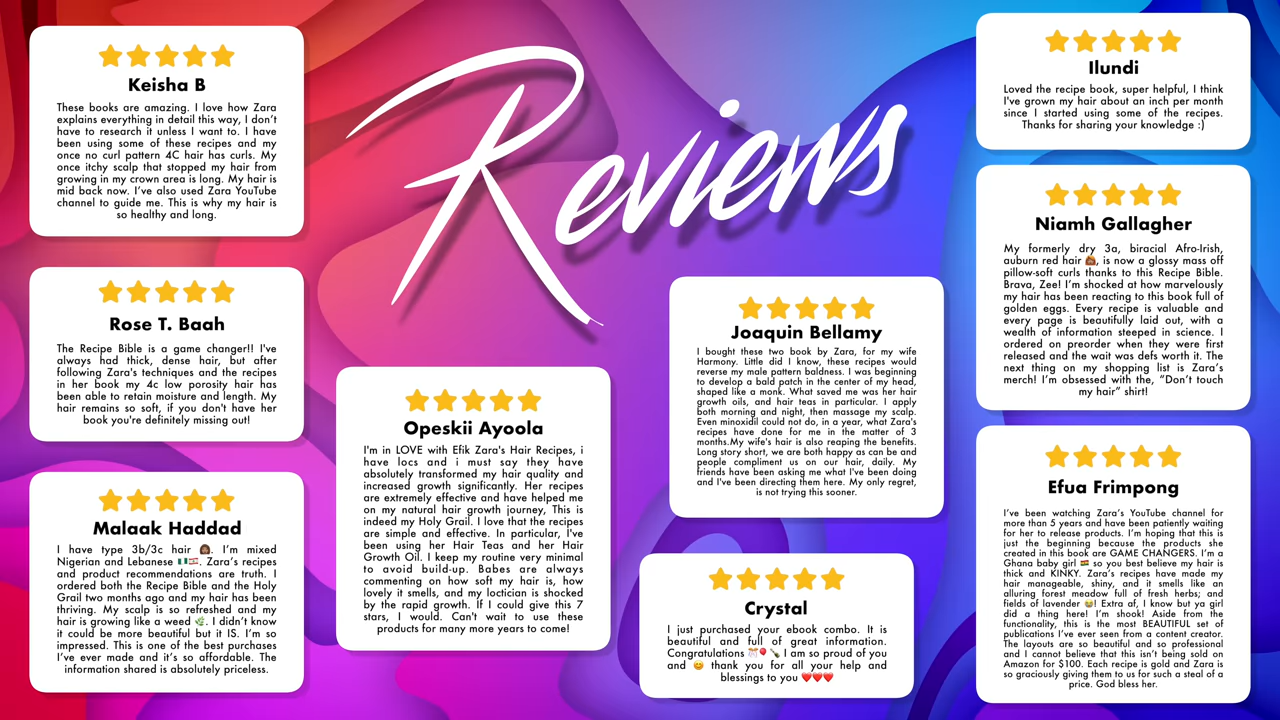 Reviews
Keisha B
These books are amazing. I love how Zara
explains everything in detail this way, I don't
have to research it unless I want to. I have
been using some of these recipes and my
once no curl pattern 4C hair has curls. My
once itchy scalp that stopped my hair from
growing in my crown area is long. My hair is
mid back now. I've also used Zara YouTube
channel to guide me. This is why my hair is
so healthy and long.
Rose T. Baah
The Recipe Bible is a game changer!! I've
always had thick, dense hair, but after
following Zara's techniques and the recipes
in her book my 4c low porosity hair has
been able to retain moisture and length. My
hair remains so soft, if you don't have her
book you're definitely missing out!
Malaak Haddad
I have type 3b/3c hair 👩🏾. I'm mixed
Nigerian and Lebanese 🇳🇬🇱🇧. Zara's recipes
and product recommendations are truth. I
ordered both the Recipe Bible and the Holy
Grail two months ago and my hair has been
thriving. My scalp is so refreshed and my
hair is growing like a weed 🌿. I didn't know
it could be more beautiful but it IS. I'm so
impressed. This is one of the best purchases
I've ever made and it's so affordable. The
information shared is absolutely priceless.
Opeskii Ayoola
I'm in LOVE with Efik Zara's Hair Recipes, i
have locs and i must say they have
absolutely transformed my hair quality and
increased growth significantly. Her recipes
are extremely effective and have helped me
on my natural hair growth journey, This is
indeed my Holy Grail. I love that the recipes
are simple and effective. In particular, I've
been using her Hair Teas and her Hair
Growth Oil. I keep my routine very minimal
to avoid build-up. Babes are always
commenting on how soft my hair is, how
lovely it smells, and my loctician is shocked
by the rapid growth. If I could give this 7
stars, I would. Can't wait to use these
products for many more years to come!
Joaquin Bellamy
I bought these two book by Zara, for my wife
Harmony. Little did I know, these recipes would
reverse my male pattern baldness. I was beginning
to develop a bald patch in the center of my head,
shaped like a monk. What saved me was her hair
growth oils, and hair teas in particular. I apply
both morning and night, then massage my scalp.
Even minoxidil could not do, in a year, what Zara's
recipes have done for me in the matter of 3
months.My wife's hair is also reaping the benefits.
Long story short, we are both happy as can be and
people compliment us on our hair, daily. My
friends have been asking me what I've been doing
and I've been directing them here. My only regret,
is not trying this sooner.
Crystal
I just purchased your ebook combo. It is
beautiful and full of great information.
Congratulations 🎊🎈🍾 I am so proud of you
and 😊 thank you for all your help and
blessings to you ❤️❤️❤️
Ilundi
Loved the recipe book, super helpful, I think
I've grown my hair about an inch per month
since I started using some of the recipes.
Thanks for sharing your knowledge :)
Niamh Gallagher
My formerly dry 3a, biracial Afro-Irish,
auburn red hair 👩🏽‍🦰, is now a glossy mass off
pillow-soft curls thanks to this Recipe Bible.
Brava, Zee! I'm shocked at how marvelously
my hair has been reacting to this book full of
golden eggs. Every recipe is valuable and
every page is beautifully laid out, with a
wealth of information steeped in science. I
ordered on preorder when they were first
released and the wait was defs worth it. The
next thing on my shopping list is Zara's
merch! I'm obsessed with the, "Don't touch
my hair" shirt!
Efua Frimpong
I've been watching Zara's YouTube channel for
more than 5 years and have been patiently waiting
for her to release products. I'm hoping that this is
just the beginning because the products she
created in this book are GAME CHANGERS. I'm a
Ghana baby girl 🇬🇭 so you best believe my hair is
thick and KINKY. Zara's recipes have made my
hair manageable, shiny, and it smells like an
alluring forest meadow full of fresh herbs; and
fields of lavender 😭! Extra af, I know but ya girl
did a thing here! I'm shook! Aside from the
functionality, this is the most BEAUTIFUL set of
publications I've ever seen from a content creator.
The layouts are so beautiful and so professional
and I cannot believe that this isn't being sold on
Amazon for $100. Each recipe is gold and Zara is
so graciously giving them to us for such a steal of a
price. God bless her.